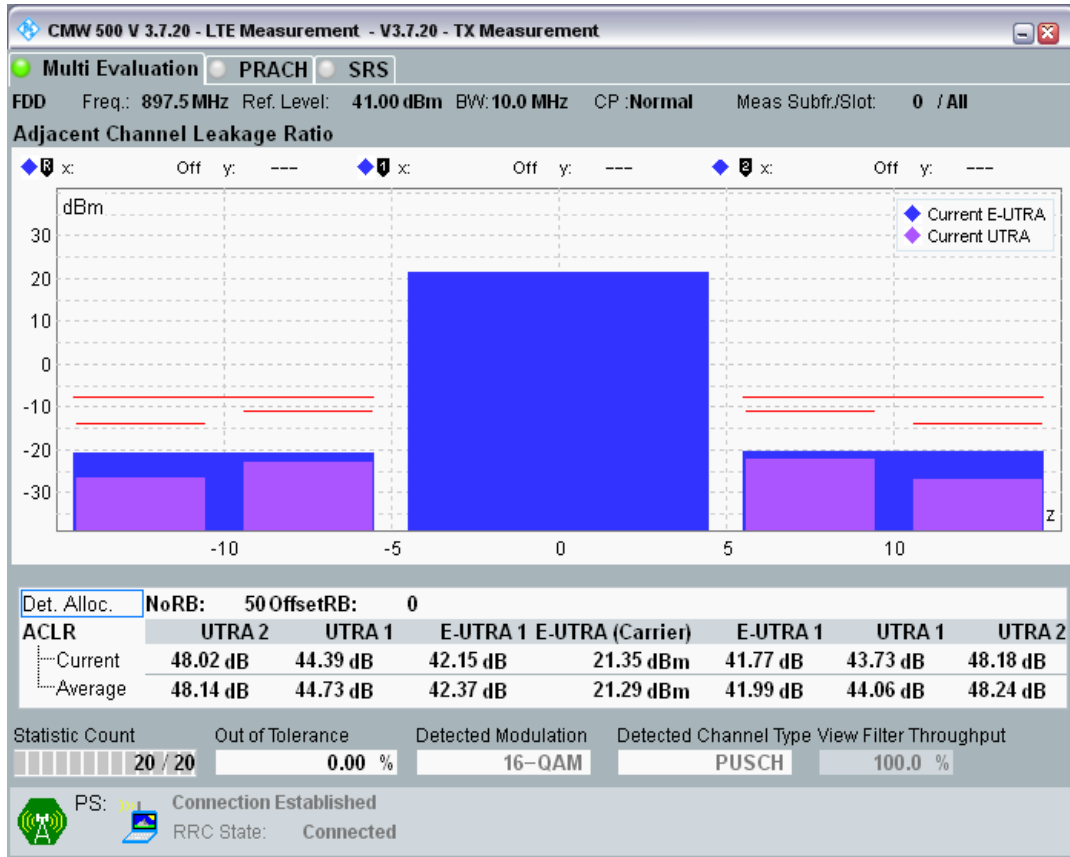 CMW 500 V 3.7.20 - LTE Measurement - V3.7.20 - TX Measurement
Multi Evaluation PRACH SRS
FDD Freq.: 897.5 MHz Ref. Level: 41.00 dBm BW: 10.0 MHz CP :Normal Meas Subfr./Slot: 0 / All
Adjacent Channel Leakage Ratio
R x: Off y: --- 1 x: Off y: --- 2 x: Off y: ---
dBm
Current E-UTRA
Current UTRA
30
20
10
0
-10
-20
-30
z
-10 -5 0 5 10
Det. Alloc. NoRB: 50 OffsetRB: 0
ACLR UTRA 2 UTRA 1 E-UTRA 1 E-UTRA (Carrier) E-UTRA 1 UTRA 1 UTRA 2
Current 48.02 dB 44.39 dB 42.15 dB 21.35 dBm 41.77 dB 43.73 dB 48.18 dB
Average 48.14 dB 44.73 dB 42.37 dB 21.29 dBm 41.99 dB 44.06 dB 48.24 dB
Statistic Count Out of Tolerance Detected Modulation Detected Channel Type View Filter Throughput
20 / 20 0.00 % 16-QAM PUSCH 100.0 %
PS: Connection Established
RRC State: Connected